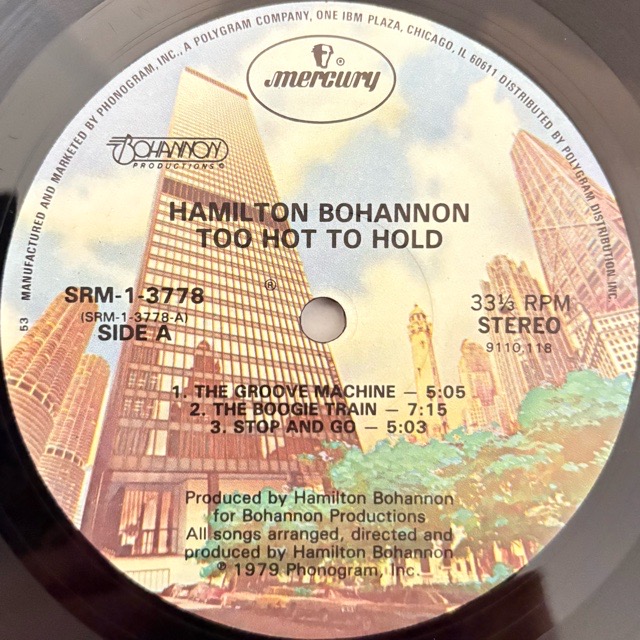 53 MANUFACTURED AND MARKETED BY PHONOGRAM, INC., A POLYGRAM COMPANY, ONE IBM PLAZA, CHICAGO, IL 60611 DISTRIBUTED BY POLYGRAM DISTRIBUTION, INC.
mercury ®
BOHANNON
PRODUCTIONS ©
HAMILTON BOHANNON
TOO HOT TO HOLD
®
SRM-1-3778
(SRM-1-3778-A)
SIDE A
33⅓ RPM
STEREO
9110.118
1. THE GROOVE MACHINE – 5:05
2. THE BOOGIE TRAIN – 7:15
3. STOP AND GO – 5:03
Produced by Hamilton Bohannon
for Bohannon Productions
All songs arranged, directed and
produced by Hamilton Bohannon
℗ 1979 Phonogram, Inc.